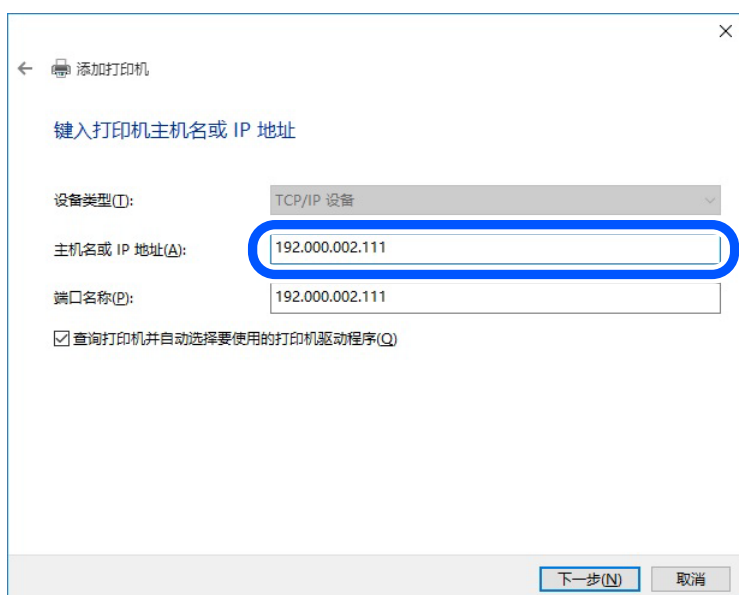 添加打印机
键入打印机主机名或 IP 地址
设备类型(T): TCP/IP 设备
主机名或 IP 地址(A): 192.000.002.111
端口名称(P): 192.000.002.111
查询打印机并自动选择要使用的打印机驱动程序(Q)
下一步(N) 取消